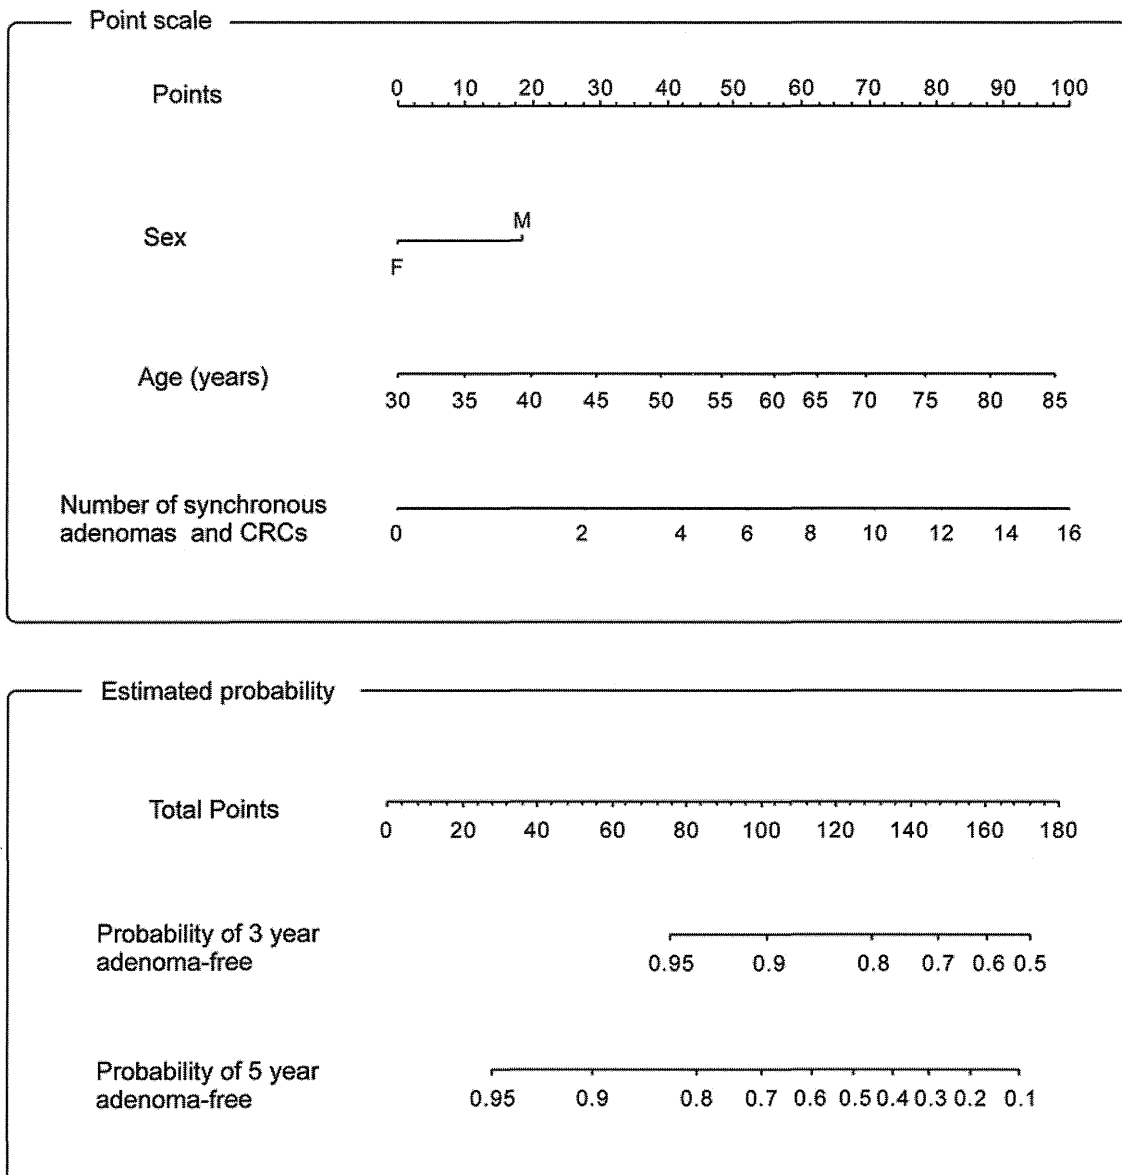 Point scale
Points 0 10 20 30 40 50 60 70 80 90 100
Sex M
F
Age (years)
30 35 40 45 50 55 60 65 70 75 80 85
Number of synchronous
adenomas and CRCs 0 2 4 6 8 10 12 14 16
Estimated probability
Total Points
0 20 40 60 80 100 120 140 160 180
Probability of 3 year
adenoma-free 0.95 0.9 0.8 0.7 0.6 0.5
Probability of 5 year
adenoma-free 0.95 0.9 0.8 0.7 0.6 0.5 0.4 0.3 0.2 0.1